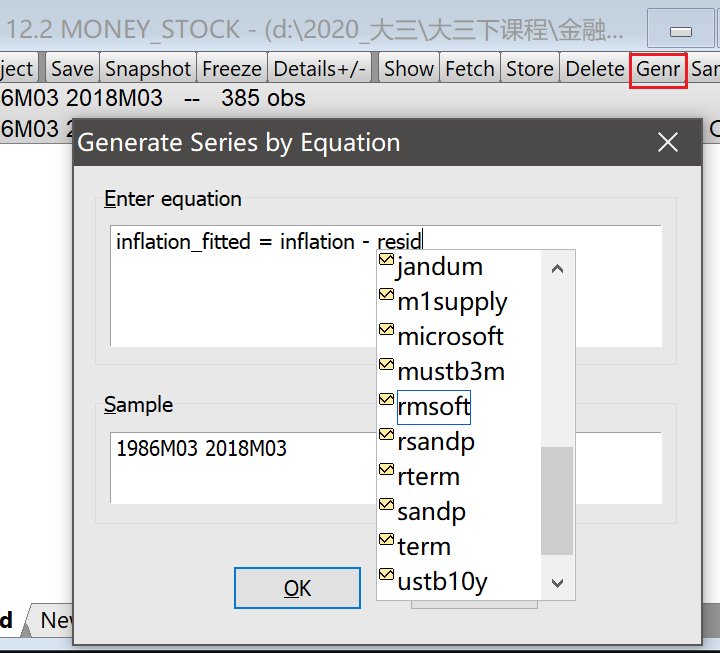 12.2 MONEY_STOCK - (d:\2020_大三\大三下课程\金融...
ject Save Snapshot Freeze Details+/- Show Fetch Store Delete Genr Sar
6M03 2018M03 -- 385 obs
6M03 2
Generate Series by Equation
Enter equation
inflation_fitted = inflation - resid
jandum
m1supply
microsoft
mustb3m
rmsoft
rsandp
rterm
sandp
term
ustb10y
Sample
1986M03 2018M03
OK
d New